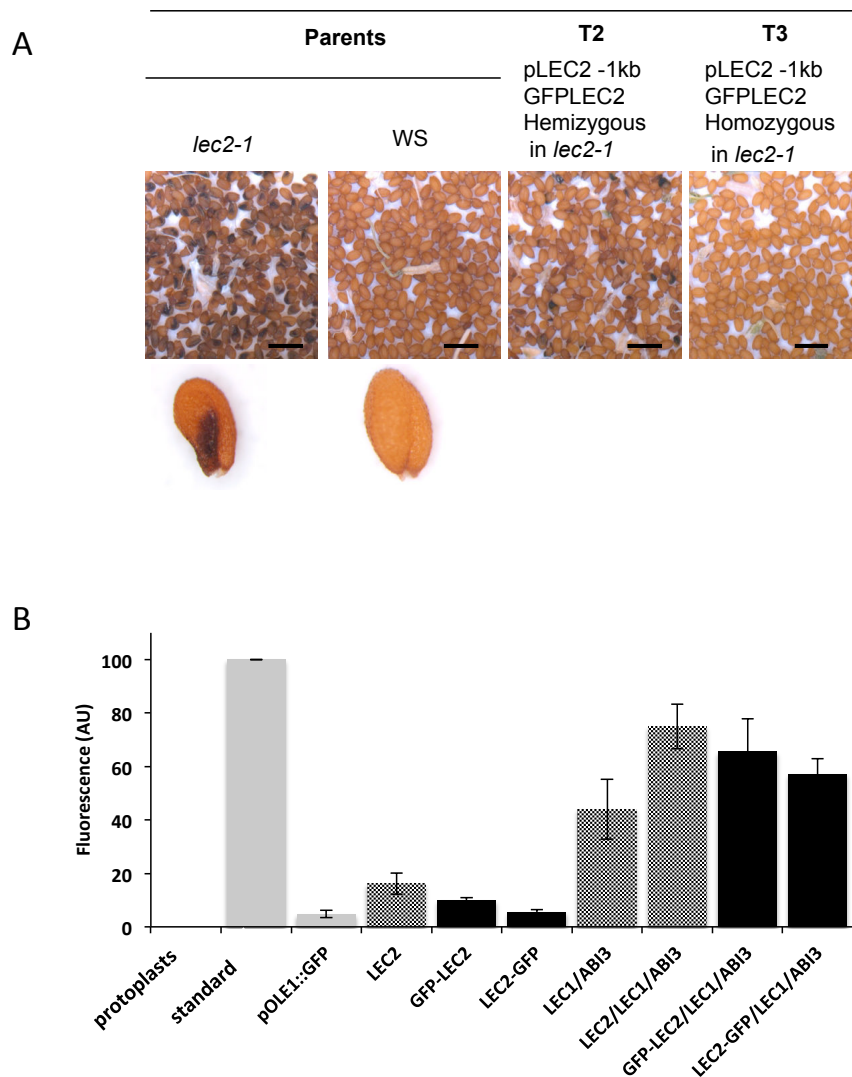 A
Parents
T2
T3
pLEC2 -1kb
GFPLEC2
Hemizygous
in lec2-1
pLEC2 -1kb
GFPLEC2
Homozygous
in lec2-1
lec2-1
WS
B
Fluorescence (AU)
100
80
60
40
20
0
protoplasts
standard
pOLE1::GFP
LEC2
GFP-LEC2
LEC2-GFP
LEC1/ABI3
LEC2/LEC1/ABI3
GFP-LEC2/LEC1/ABI3
LEC2-GFP/LEC1/ABI3